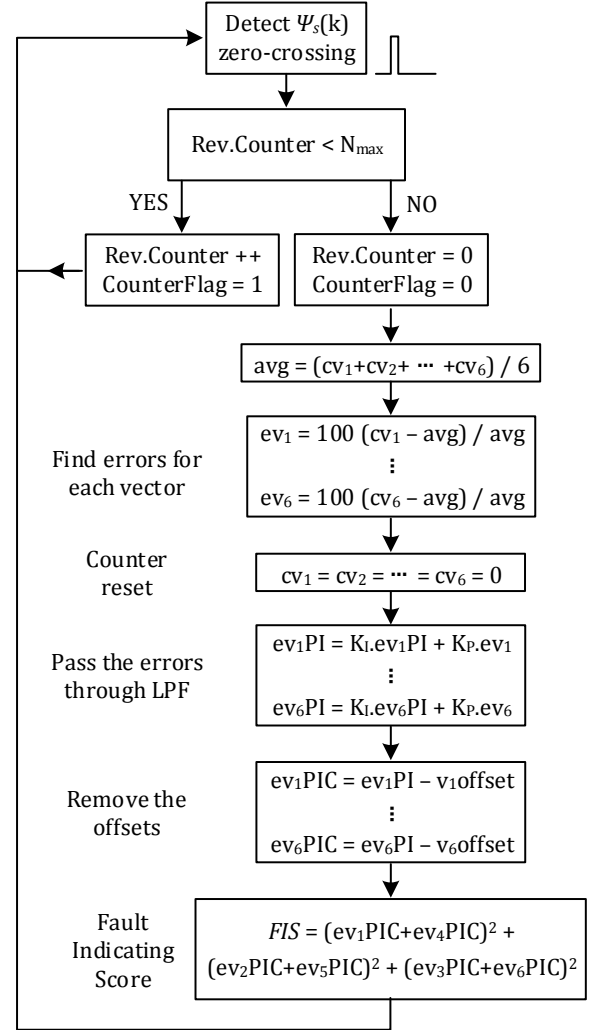 Detect Ψs(k)
zero-crossing
Rev.Counter < Nmax
YES
NO
Rev.Counter ++
CounterFlag = 1
Rev.Counter = 0
CounterFlag = 0
avg = (cv1+cv2+ ··· +cv6) / 6
Find errors for
each vector
ev1 = 100 (cv1 – avg) / avg
⋮
ev6 = 100 (cv6 – avg) / avg
Counter
reset
cv1 = cv2 = ··· = cv6 = 0
Pass the errors
through LPF
ev1PI = KI.ev1PI + KP.ev1
⋮
ev6PI = KI.ev6PI + KP.ev6
Remove the
offsets
ev1PIC = ev1PI – v1offset
⋮
ev6PIC = ev6PI – v6offset
Fault
Indicating
Score
FIS = (ev1PIC+ev4PIC)² +
(ev2PIC+ev5PIC)² + (ev3PIC+ev6PIC)²